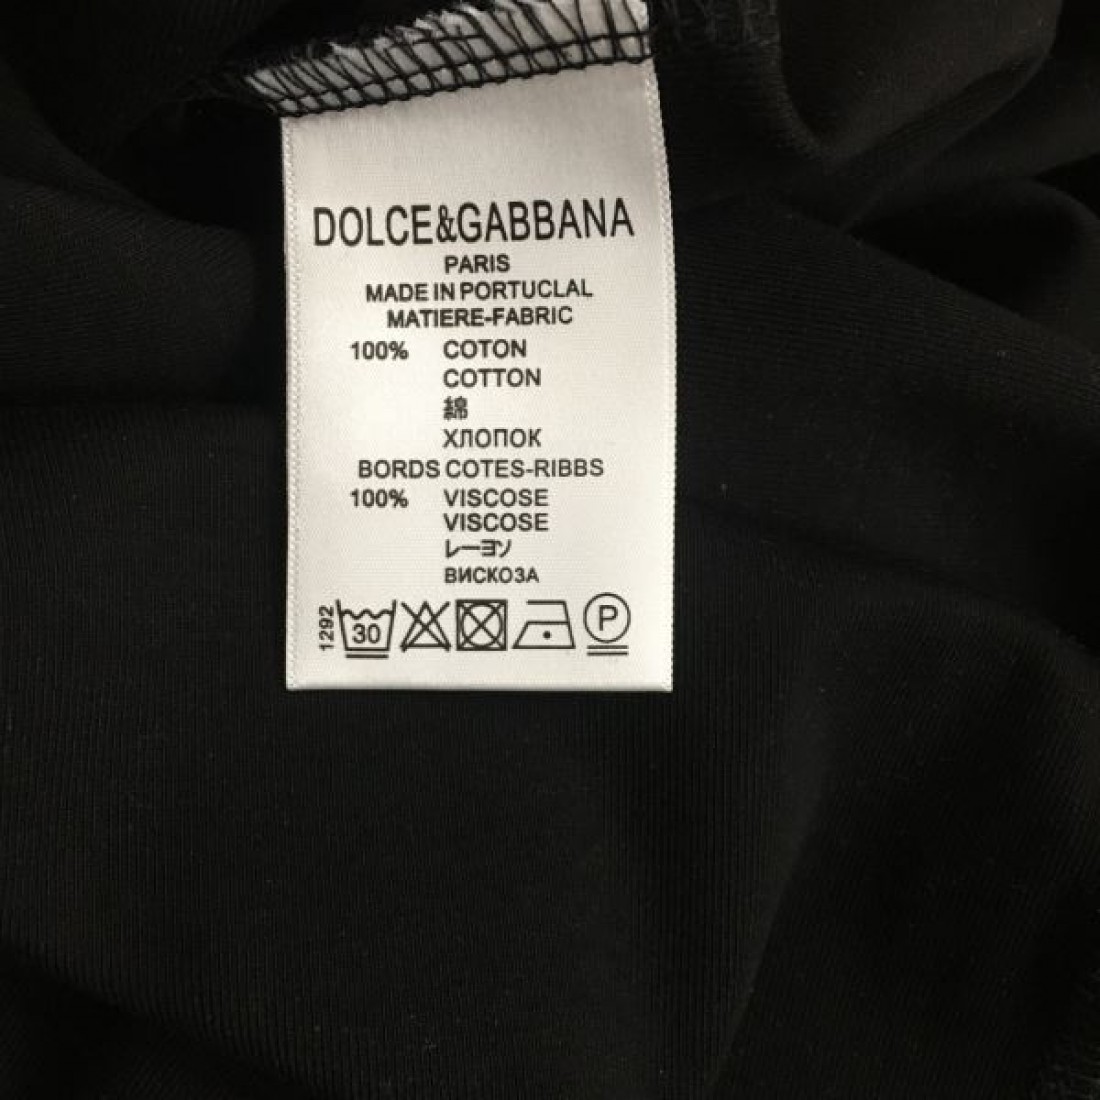 DOLCE&GABBANA
PARIS
MADE IN PORTUCLAL
MATIERE-FABRIC
100% COTON
COTTON
綿
ХЛОПОК
BORDS COTES-RIBBS
100% VISCOSE
VISCOSE
レーヨン
ВИСКОЗА
1292 30 P